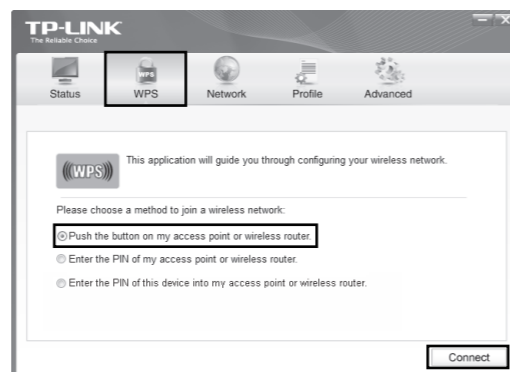 TP-LINK
The Reliable Choice
Status WPS Network Profile Advanced
WPS
(((WPS)))
This application will guide you through configuring your wireless network.
Please choose a method to join a wireless network:
Push the button on my access point or wireless router.
Enter the PIN of my access point or wireless router.
Enter the PIN of this device into my access point or wireless router.
Connect